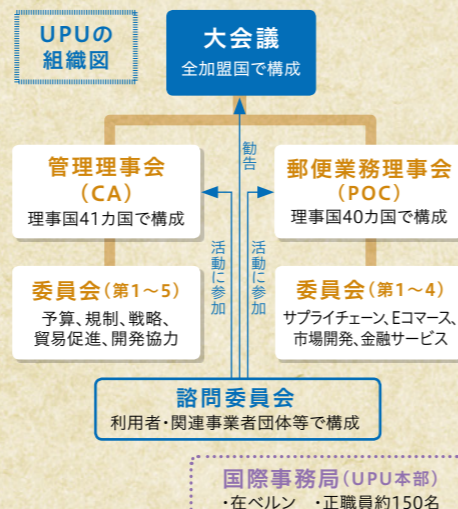 UPUの
組織図
大会議
全加盟国で構成
勧告
管理理事会
（CA）
理事国41カ国で構成
郵便業務理事会
（POC）
理事国40カ国で構成
活動に参加
活動に参加
委員会（第1～5）
予算、規制、戦略、
貿易促進、開発協力
委員会（第1～4）
サプライチェーン、Eコマース、
市場開発、金融サービス
諮問委員会
利用者・関連事業者団体等で構成
国際事務局（UPU本部）
・在ベルン ・正職員約150名